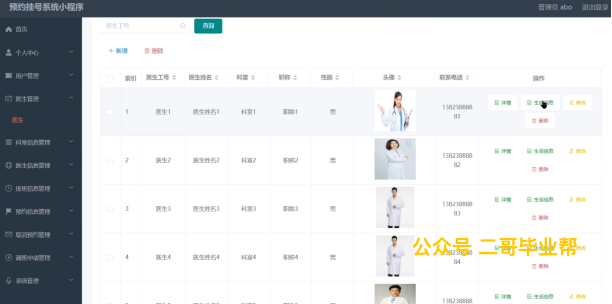 预约挂号系统小程序
管理员 abo 退出登录
首页
个人中心
用户管理
医生管理
医生
科室信息管理
医生信息管理
排班信息管理
预约信息管理
取消预约管理
调班申请管理
系统管理
医生工号 查询
+ 新增 删除
索引 医生工号 医生姓名 科室 职称 性别 头像 联系电话 操作
1 医生1 医生姓名1 科室1 职称1 男 13823888881 详情 生成信息 修改 删除
2 医生2 医生姓名2 科室2 职称2 男 13823888882 详情 生成信息 修改 删除
3 医生3 医生姓名3 科室3 职称3 男 13823888883 详情 生成信息 修改 删除
4 医生4 医生姓名4 科室4 职称4 男 13823888884 详情 生成信息 修改 删除
138238888 详情 生成信息 修改
公众号 二哥毕业帮